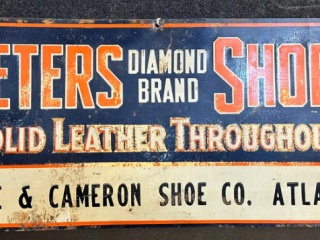 ETERS DIAMOND BRAND SHO
OLID LEATHER THROUGHOU
E & CAMERON SHOE CO. ATLA